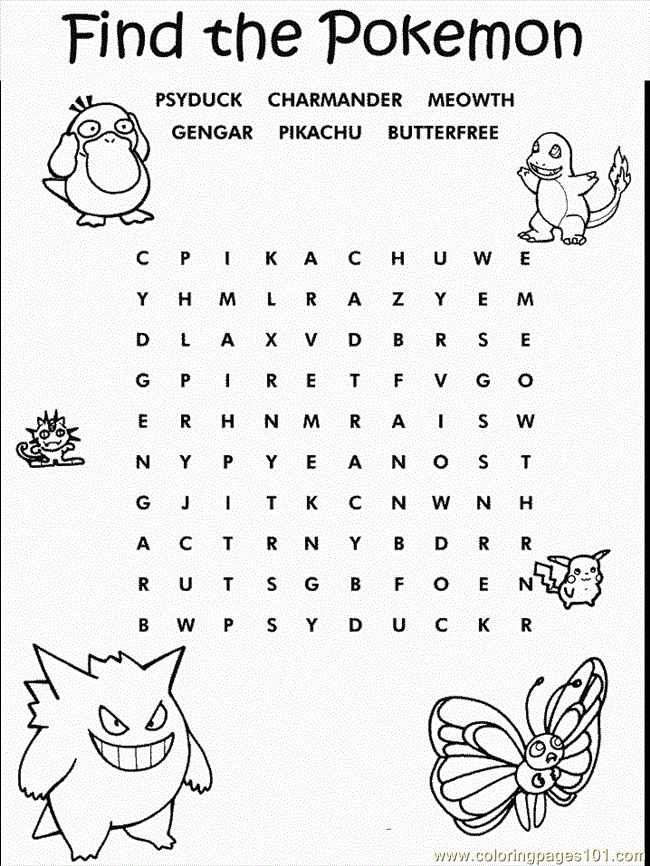 Find the Pokemon
PSYDUCK CHARMANDER MEOWTH
GENGAR PIKACHU BUTTERFREE
C P I K A C H U W E
Y H M L R A Z Y E M
D L A X V D B R S E
G P I R E T F V G O
E R H N M R A I S W
N Y P Y E A N O S T
G J I T K C N W N H
A C T R N Y B D R R
R U T S G B F O E N
B W P S Y D U C K R
www.coloringpages101.com